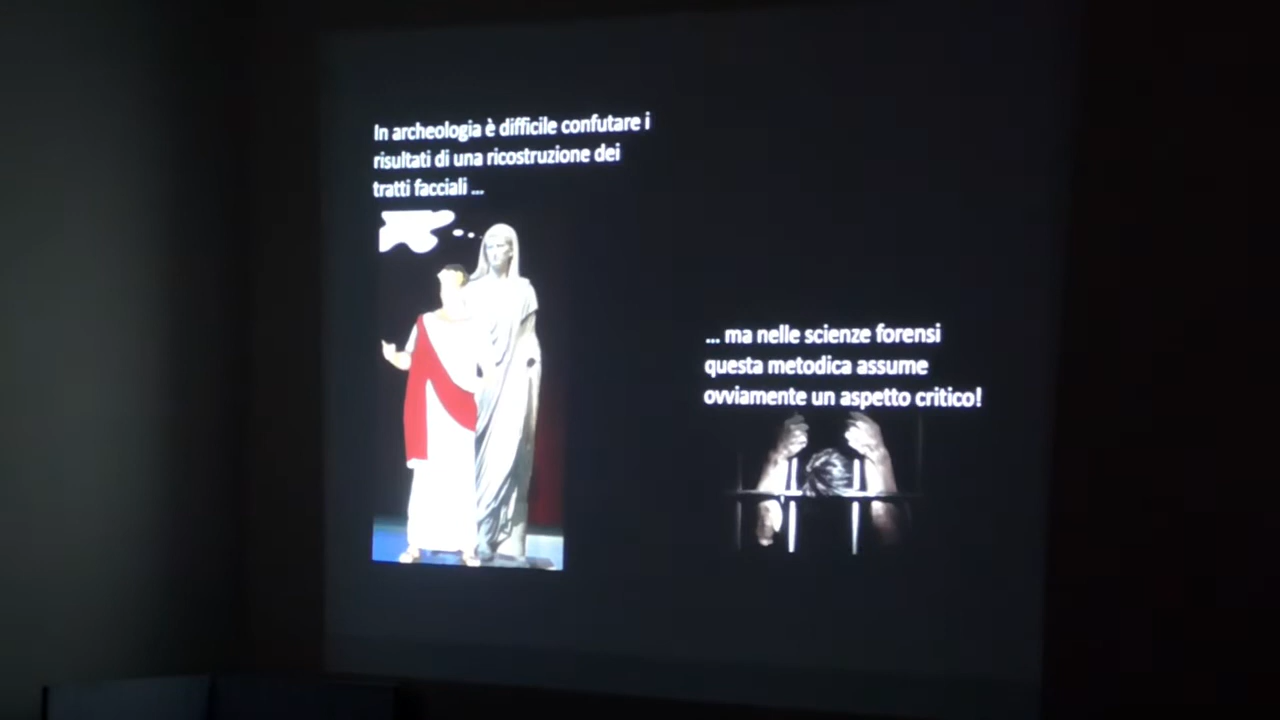 In archeologia è difficile confutare i
risultati di una ricostruzione dei
tratti facciali ...
... ma nelle scienze forensi
questa metodica assume
ovviamente un aspetto critico!